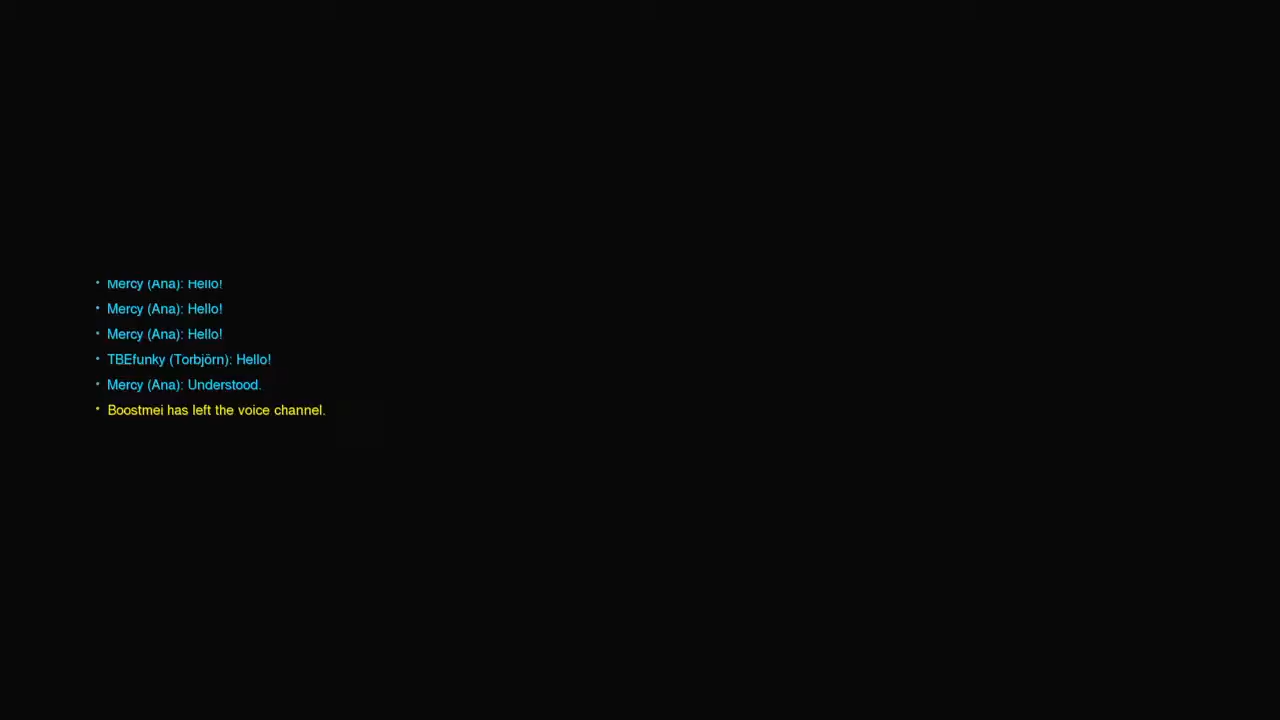 • Mercy (Ana): Hello!
• Mercy (Ana): Hello!
• Mercy (Ana): Hello!
• TBEfunky (Torbjörn): Hello!
• Mercy (Ana): Understood.
• Boostmei has left the voice channel.